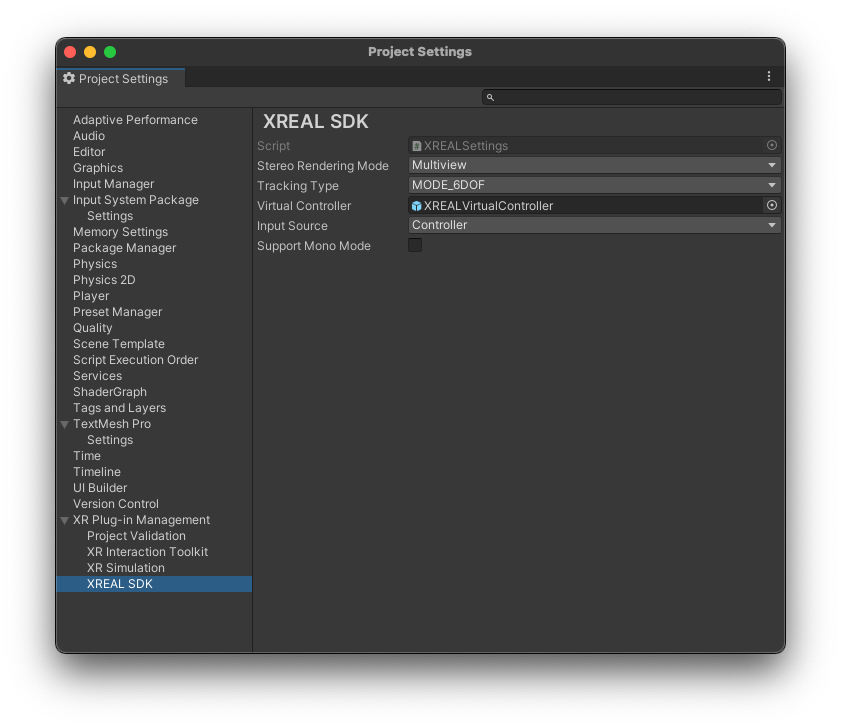 Project Settings
Project Settings
Adaptive Performance
Audio
Editor
Graphics
Input Manager
Input System Package
Settings
Memory Settings
Package Manager
Physics
Physics 2D
Player
Preset Manager
Quality
Scene Template
Script Execution Order
Services
ShaderGraph
Tags and Layers
TextMesh Pro
Settings
Time
Timeline
UI Builder
Version Control
XR Plug-in Management
Project Validation
XR Interaction Toolkit
XR Simulation
XREAL SDK
XREAL SDK
Script XREALSettings
Stereo Rendering Mode Multiview
Tracking Type MODE_6DOF
Virtual Controller XREALVirtualController
Input Source Controller
Support Mono Mode